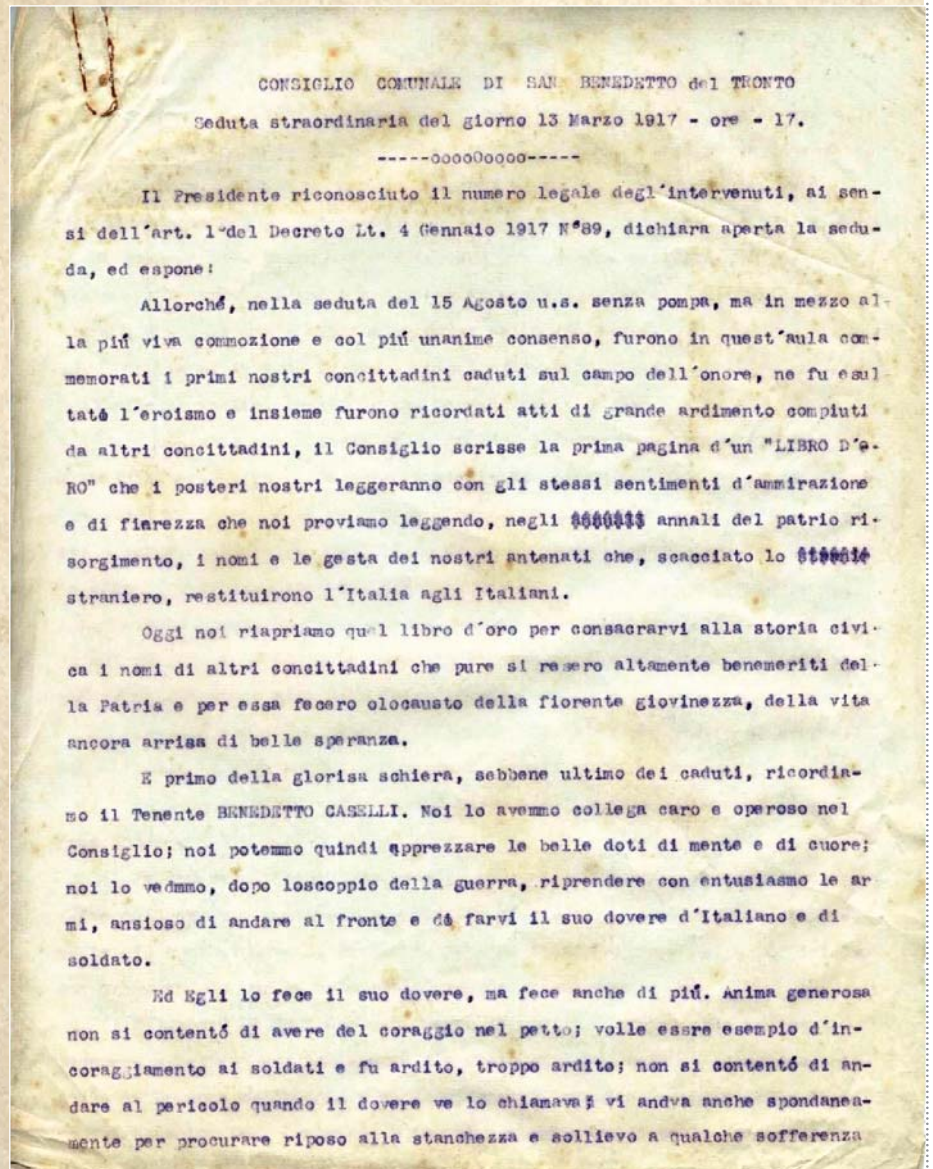 CONSIGLIO COMUNALE DI SAN BENEDETTO del TRONTO
Seduta straordinaria del giorno 13 Marzo 1917 - ore - 17.
-----oooo0oooo-----
Il Presidente riconosciuto il numero legale degl'intervenuti, ai sen-
si dell'art. 1°del Decreto Lt. 4 Gennaio 1917 N°89, dichiara aperta la sedu-
da, ed espone:
Allorché, nella seduta del 15 Agosto u.s. senza pompa, ma in mezzo al-
la piú viva commozione e col piú unanime consenso, furono in quest'aula com-
memorati i primi nostri concittadini caduti sul campo dell'onore, ne fu esul
tato l'eroismo e insieme furono ricordati atti di grande ardimento compiuti
da altri concittadini, il Consiglio scrisse la prima pagina d'un "LIBRO D'o-
RO" che i posteri nostri leggeranno con gli stessi sentimenti d'ammirazione
e di fiarezza che noi proviamo leggendo, negli annali del patrio ri-
sorgimento, i nomi e le gesta dei nostri antenati che, scacciato lo
straniero, restituirono l'Italia agli Italiani.
Oggi noi riapriamo quel libro d'oro per consacrarvi alla storia civi-
ca i nomi di altri concittadini che pure si resero altamente benemeriti del-
la Patria e per essa fecero olocausto della fiorente giovinezza, della vita
ancora arrisa di belle speranza.
E primo della glorisa schiera, sebbene ultimo dei caduti, ricordia-
mo il Tenente BENEDETTO CASELLI. Noi lo avemmo collega caro e operoso nel
Consiglio; noi potemmo quindi apprezzare le belle doti di mente e di cuore;
noi lo vedmmo, dopo loscoppio della guerra, riprendere con entusiasmo le ar
mi, ansioso di andare al fronte e di farvi il suo dovere d'Italiano e di
soldato.
Ed Egli lo fece il suo dovere, ma fece anche di piú. Anima generosa
non si contentó di avere del coraggio nel petto; volle essre esempio d'in-
coraggiamento ai soldati e fu ardito, troppo ardito; non si contentó di an-
dare al pericolo quando il dovere ve lo chiamava; vi andva anche spondanea-
mente per procurare riposo alla stanchezza e sollievo a qualche sofferenza